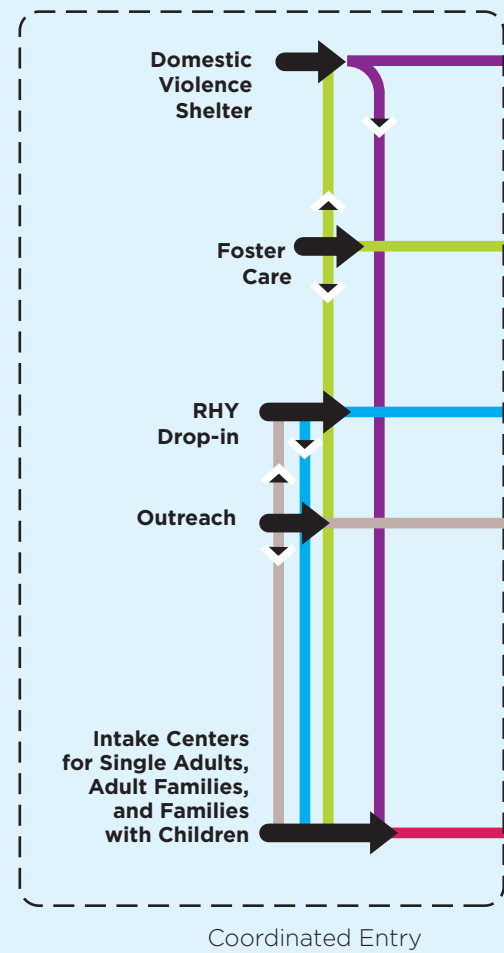 Domestic
Violence
Shelter
Foster
Care
RHY
Drop-in
Outreach
Intake Centers
for Single Adults,
Adult Families,
and Families
with Children
Coordinated Entry